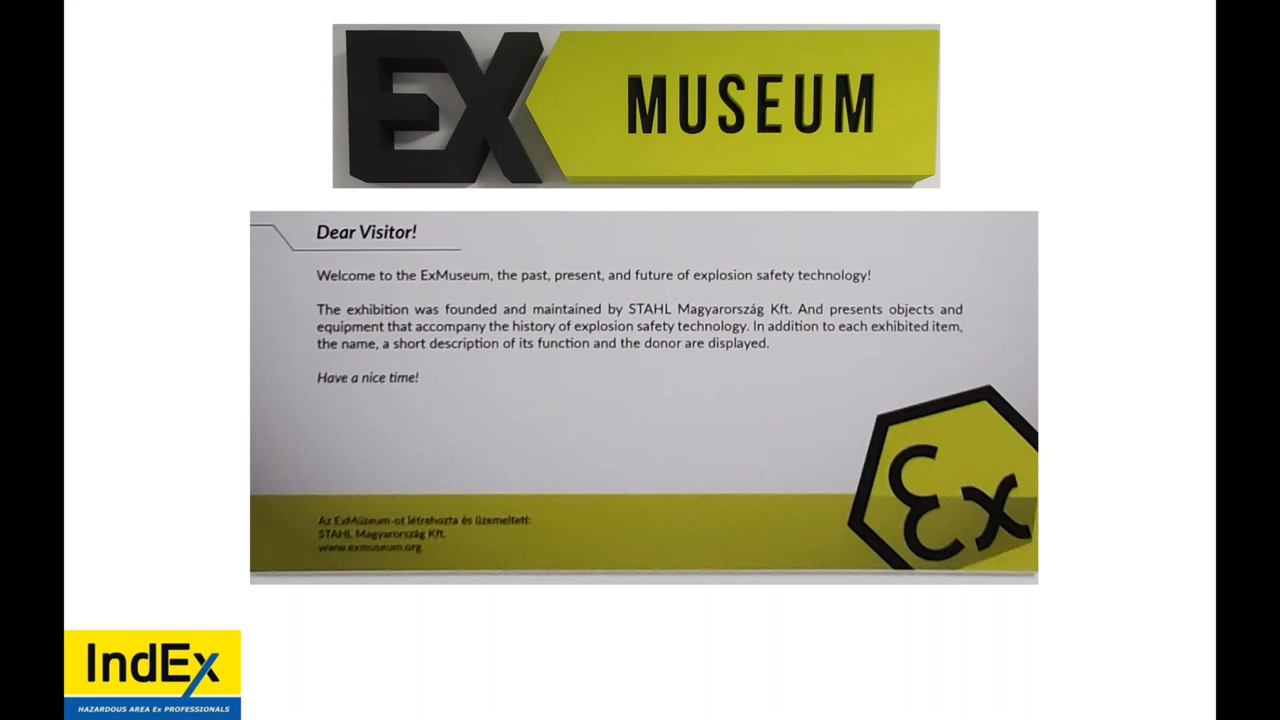 EX MUSEUM
Dear Visitor!
Welcome to the ExMuseum, the past, present, and future of explosion safety technology!
The exhibition was founded and maintained by STAHL Magyarország Kft. And presents objects and
equipment that accompany the history of explosion safety technology. In addition to each exhibited item,
the name, a short description of its function and the donor are displayed.
Have a nice time!
Ex
Az ExMúzeum-ot létrehozta és üzemelteti:
STAHL Magyarország Kft.
www.exmuseum.org
IndEx
HAZARDOUS AREA Ex PROFESSIONALS